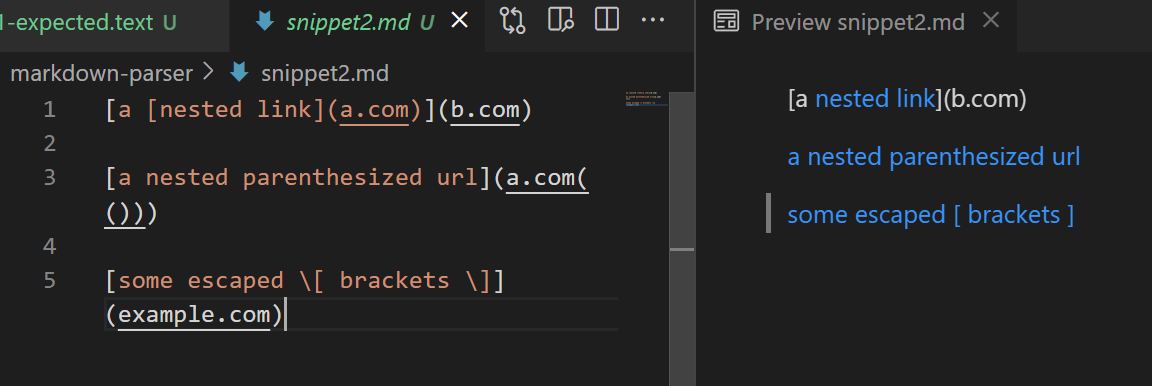 1-expected.text U
snippet2.md U
Preview snippet2.md
markdown-parser > snippet2.md
1 [a [nested link](a.com)](b.com)
2
3 [a nested parenthesized url](a.com(
()))
4
5 [some escaped \[ brackets \]]
(example.com)
[a nested link](b.com)
a nested parenthesized url
some escaped [ brackets ]